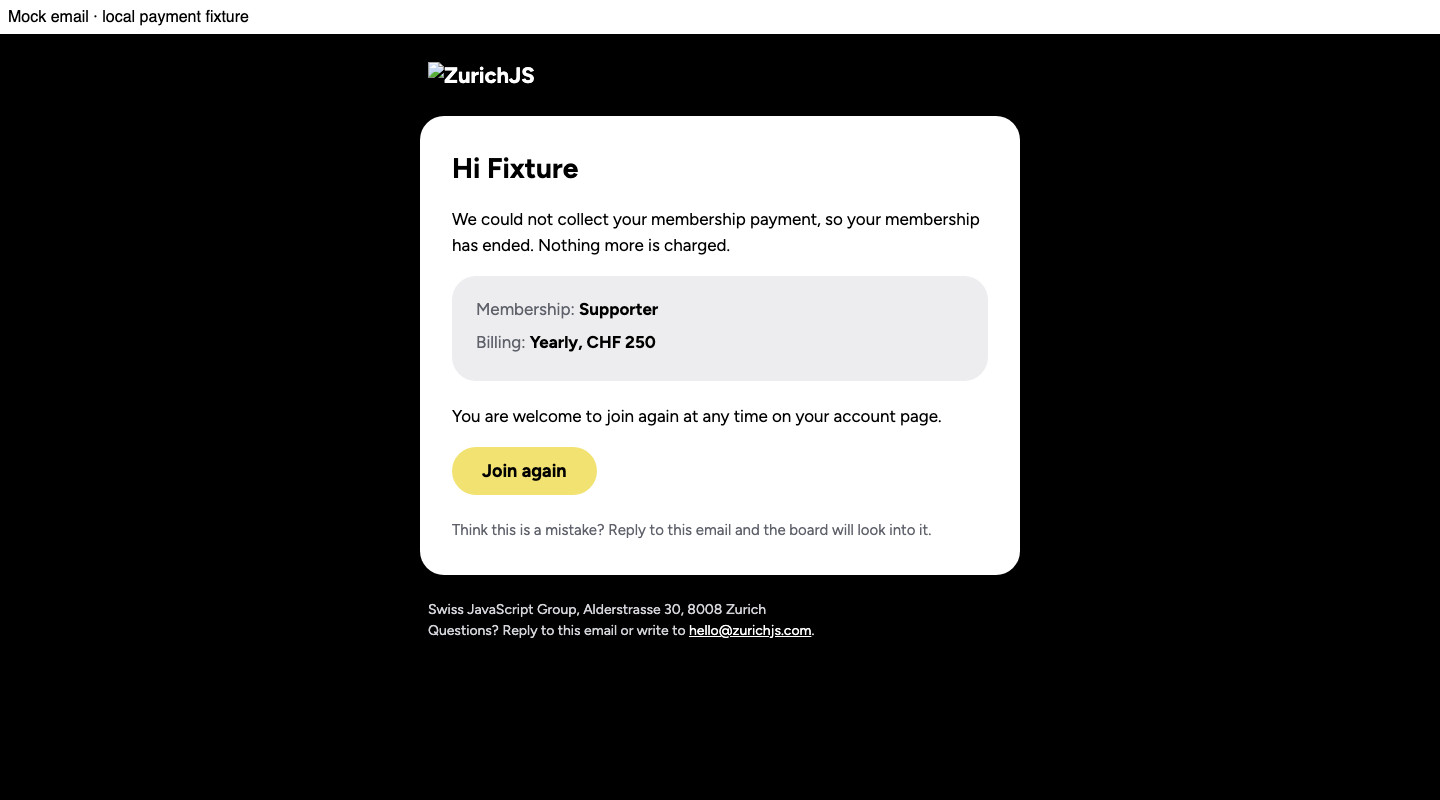 Mock email · local payment fixture
ZurichJS
Hi Fixture
We could not collect your membership payment, so your membership
has ended. Nothing more is charged.
Membership: Supporter
Billing: Yearly, CHF 250
You are welcome to join again at any time on your account page.
Join again
Think this is a mistake? Reply to this email and the board will look into it.
Swiss JavaScript Group, Alderstrasse 30, 8008 Zurich
Questions? Reply to this email or write to hello@zurichjs.com.